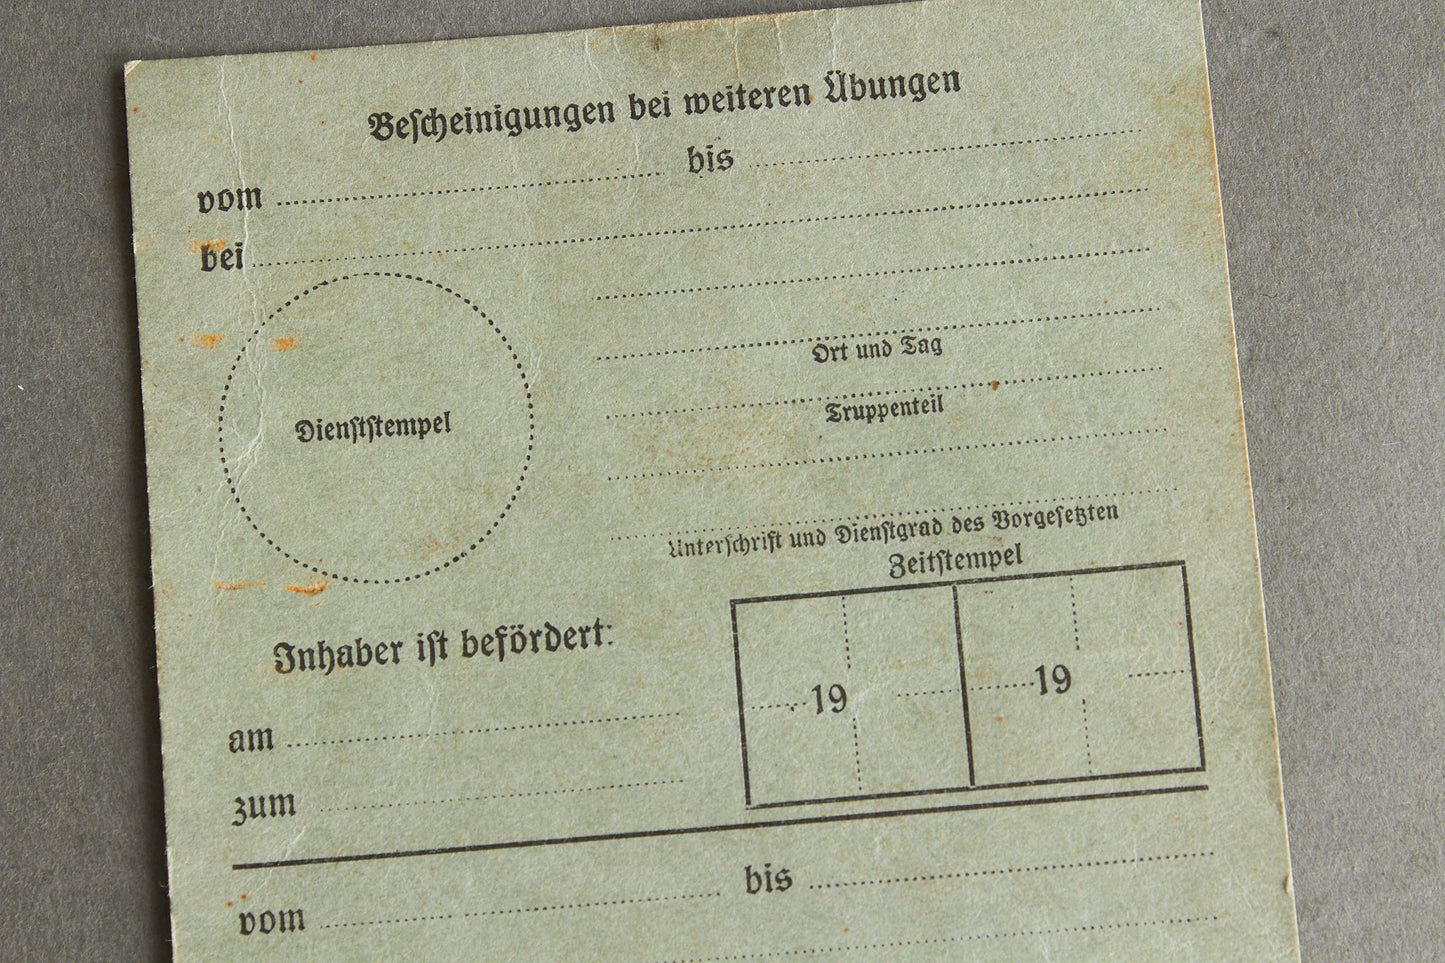 Bescheinigungen bei weiteren Übungen
vom bis
bei
Ort und Tag
Truppenteil
Dienststempel
Unterschrift und Dienstgrad des Vorgesetzten
Zeitstempel
Inhaber ist befördert:
19 19
am
zum
vom bis